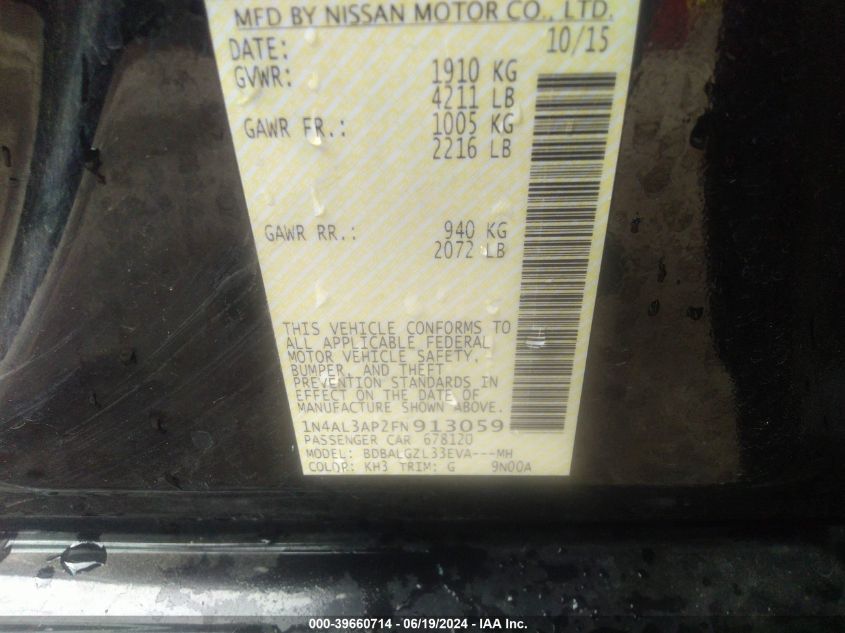 MFD BY NISSAN MOTOR CO., LTD.
DATE: 10/15
GVWR: 1910 KG
4211 LB
GAWR FR.: 1005 KG
2216 LB
GAWR RR.: 940 KG
2072 LB
THIS VEHICLE CONFORMS TO
ALL APPLICABLE FEDERAL
MOTOR VEHICLE SAFETY,
BUMPER, AND THEFT
PREVENTION STANDARDS IN
EFFECT ON THE DATE OF
MANUFACTURE SHOWN ABOVE.
1N4AL3AP2FN913059
PASSENGER CAR 678120
MODEL: BDBALGZL33EVA---MH
COLOR: KH3 TRIM: G 9N00A
000-39660714 - 06/19/2024 - IAA Inc.